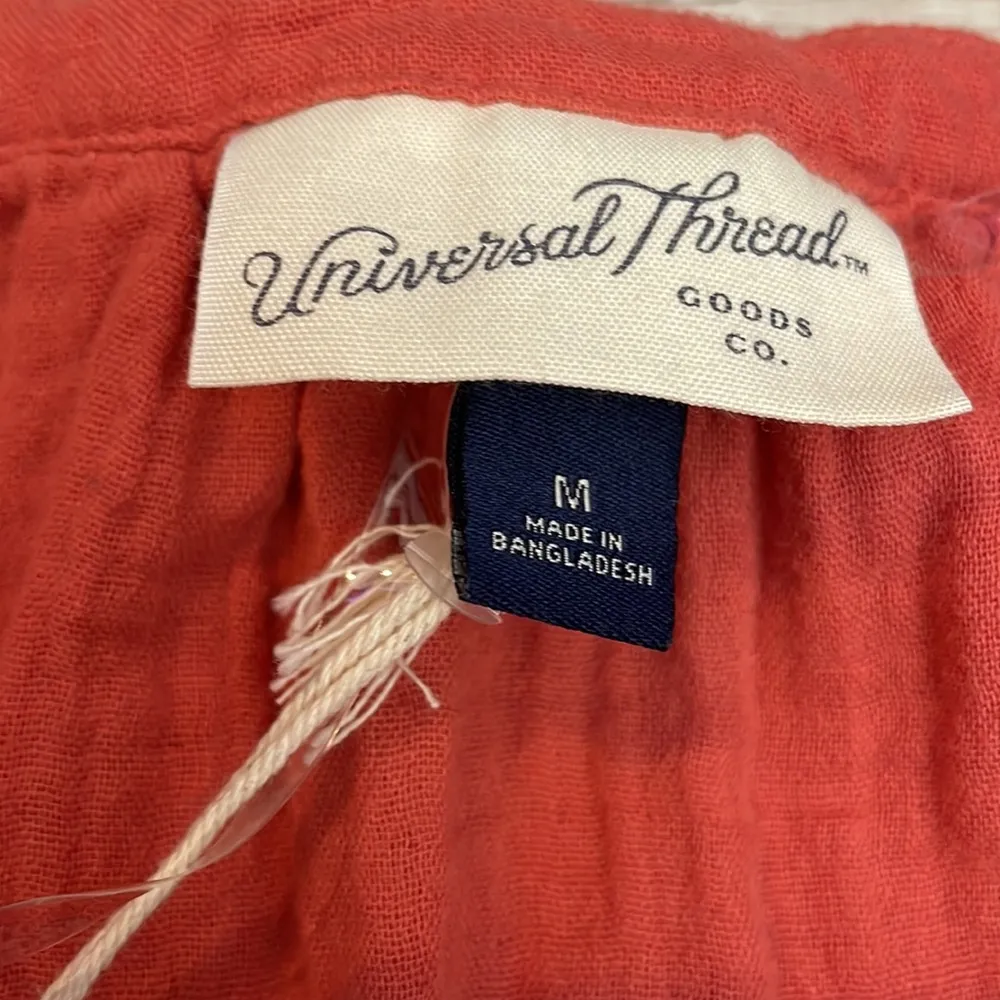 Universal Thread™
GOODS
CO.
M
MADE IN
BANGLADESH